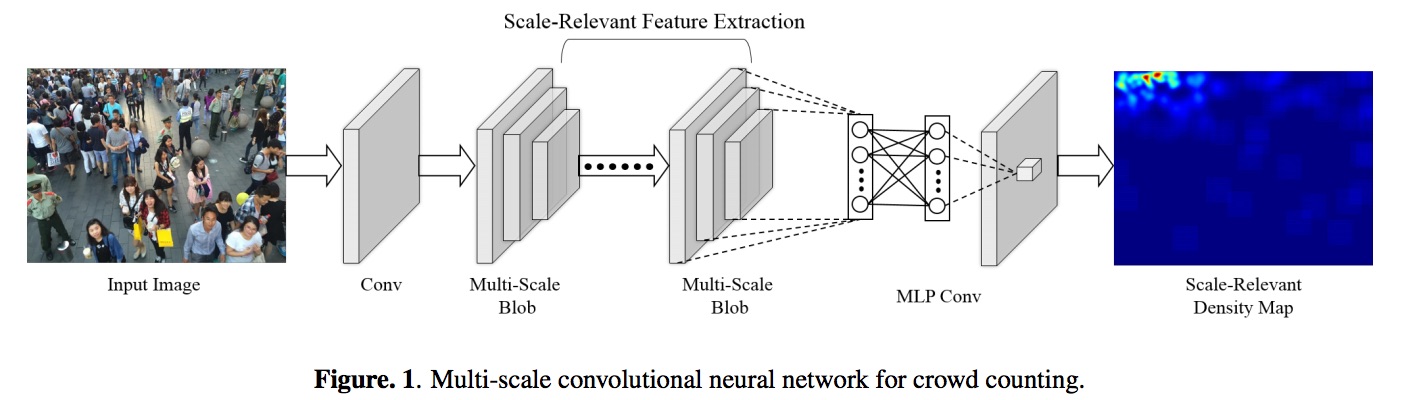 Scale-Relevant Feature Extraction
Input Image
Conv
Multi-Scale
Blob
Multi-Scale
Blob
MLP Conv
Scale-Relevant
Density Map
Figure. 1. Multi-scale convolutional neural network for crowd counting.